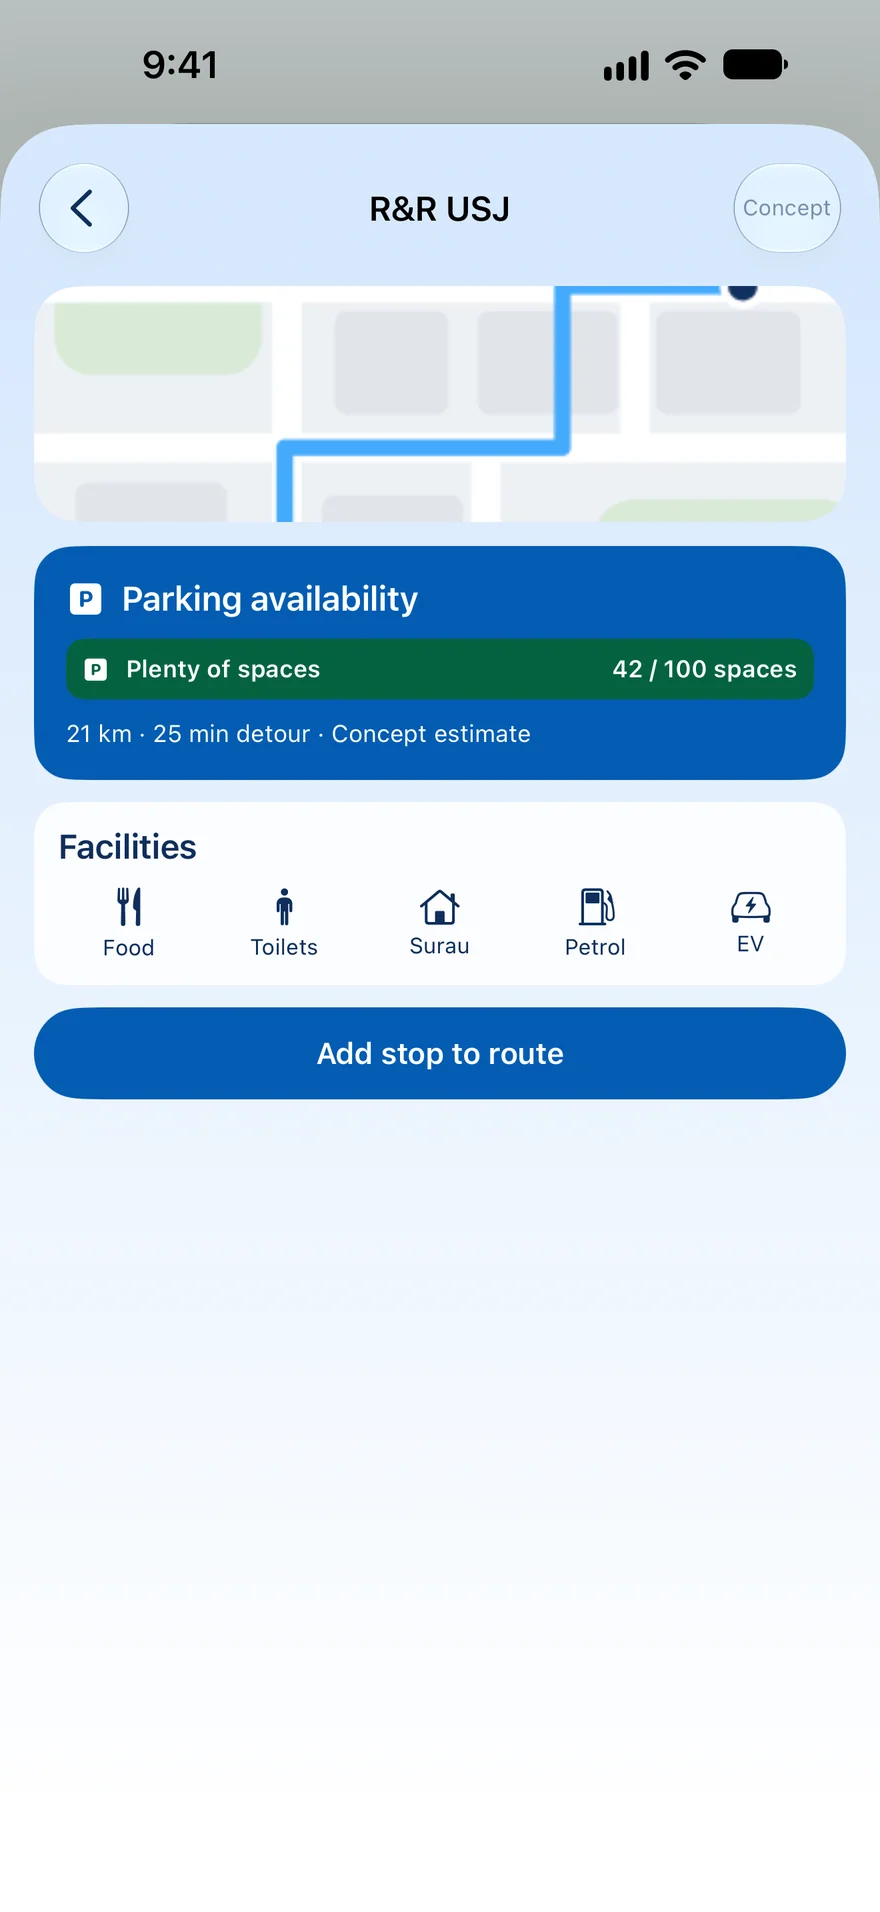 9:41
R&R USJ
Concept
P Parking availability
P Plenty of spaces 42 / 100 spaces
21 km · 25 min detour · Concept estimate
Facilities
Food Toilets Surau Petrol EV
Add stop to route